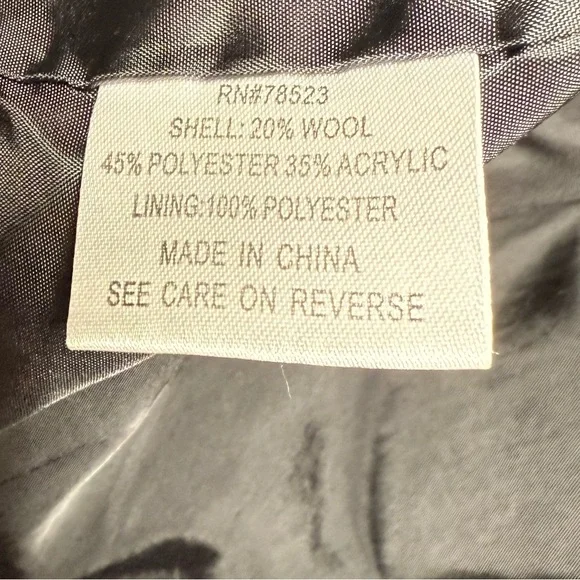 RN#78523
SHELL: 20% WOOL
45% POLYESTER 35% ACRYLIC
LINING:100% POLYESTER
MADE IN CHINA
SEE CARE ON REVERSE